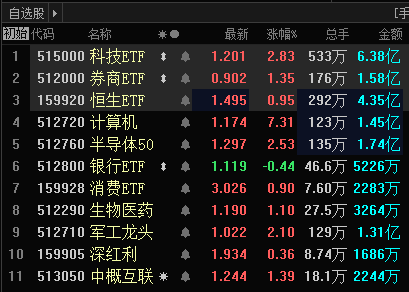 自选股 [手
初始 代码 名称 最新 涨幅% 总手 金额
1 515000 科技ETF 1.201 2.83 533万 6.38亿
2 512000 券商ETF 0.902 1.35 176万 1.58亿
3 159920 恒生ETF 1.495 0.95 292万 4.35亿
4 512720 计算机 1.174 7.31 123万 1.45亿
5 512760 半导体50 1.297 2.53 135万 1.74亿
6 512800 银行ETF 1.119 -0.44 46.6万 5226万
7 159928 消费ETF 3.026 0.90 7.60万 2283万
8 512290 生物医药 1.190 1.10 27.5万 3264万
9 512710 军工龙头 1.022 2.10 129万 1.31亿
10 159905 深红利 1.934 0.36 8.74万 1686万
11 513050 中概互联 1.244 1.39 18.1万 2244万